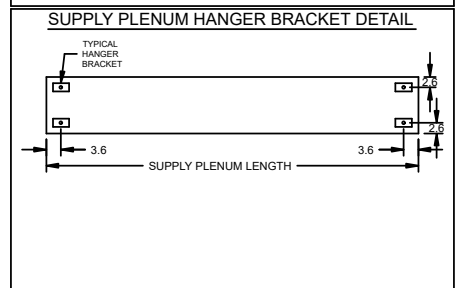 SUPPLY PLENUM HANGER BRACKET DETAIL
TYPICAL
HANGER
BRACKET
2.6
2.6
3.6
3.6
SUPPLY PLENUM LENGTH